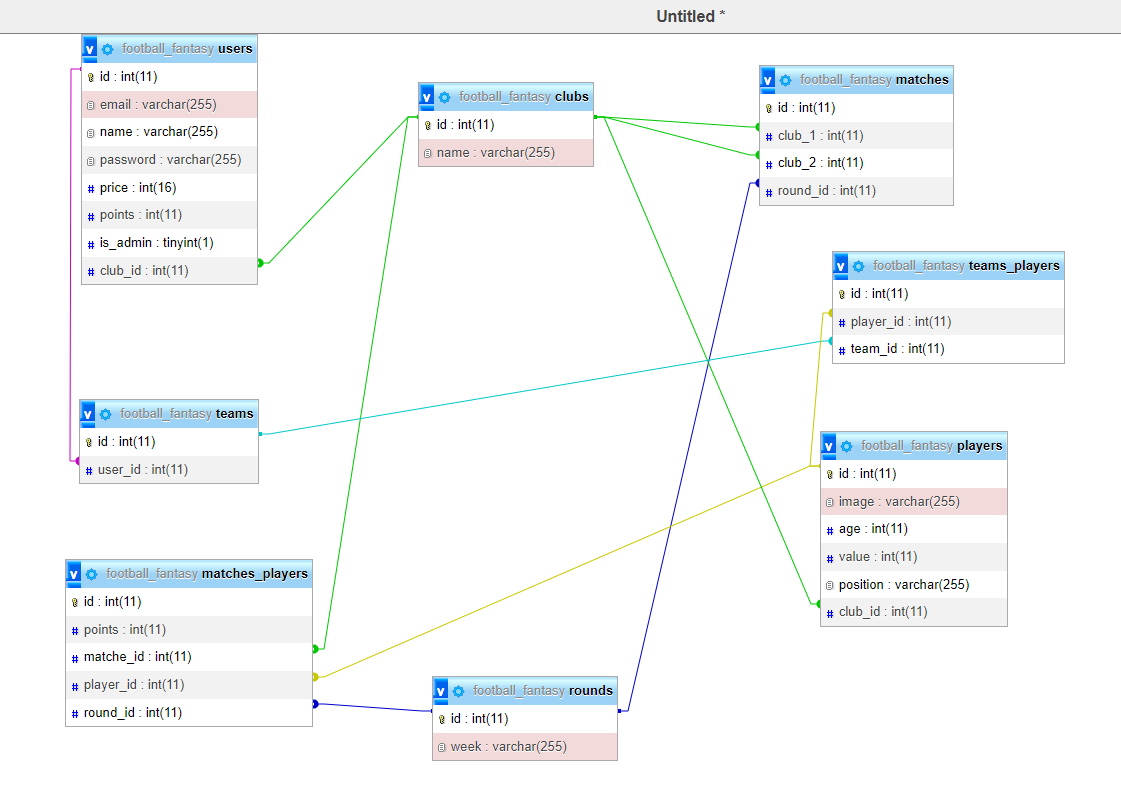 Untitled *
football_fantasy users
id : int(11)
email : varchar(255)
name : varchar(255)
password : varchar(255)
price : int(16)
points : int(11)
is_admin : tinyint(1)
club_id : int(11)
football_fantasy clubs
id : int(11)
name : varchar(255)
football_fantasy matches
id : int(11)
club_1 : int(11)
club_2 : int(11)
round_id : int(11)
football_fantasy teams_players
id : int(11)
player_id : int(11)
team_id : int(11)
football_fantasy teams
id : int(11)
user_id : int(11)
football_fantasy players
id : int(11)
image : varchar(255)
age : int(11)
value : int(11)
position : varchar(255)
club_id : int(11)
football_fantasy matches_players
id : int(11)
points : int(11)
matche_id : int(11)
player_id : int(11)
round_id : int(11)
football_fantasy rounds
id : int(11)
week : varchar(255)